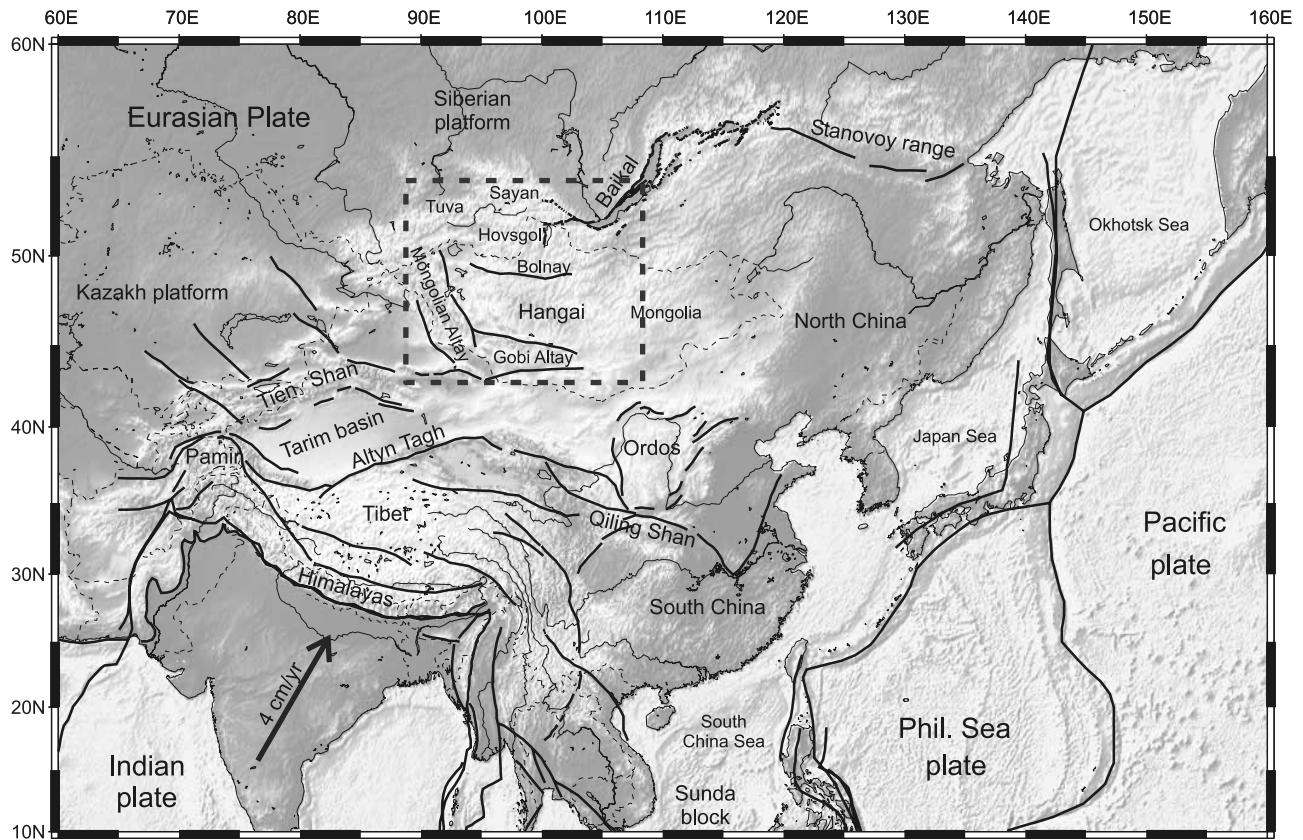 60E 70E 80E 90E 100E 110E 120E 130E 140E 150E 160E
60N
Siberian
platform
Eurasian Plate
Stanovoy range
Baikal
Sayan
Tuva
Okhotsk Sea
Hovsgol
50N
Bolnay
Mongolian Altay
Kazakh platform
Hangai
Mongolia
North China
Gobi Altay
Tien Shan
40N
Tarim basin
Altyn Tagh
Ordos
Japan Sea
Pamir
Tibet
Qiling Shan
Pacific
plate
30N
Himalayas
South China
4 cm/yr
20N
South
China Sea
Phil. Sea
plate
Indian
plate
Sunda
block
10N